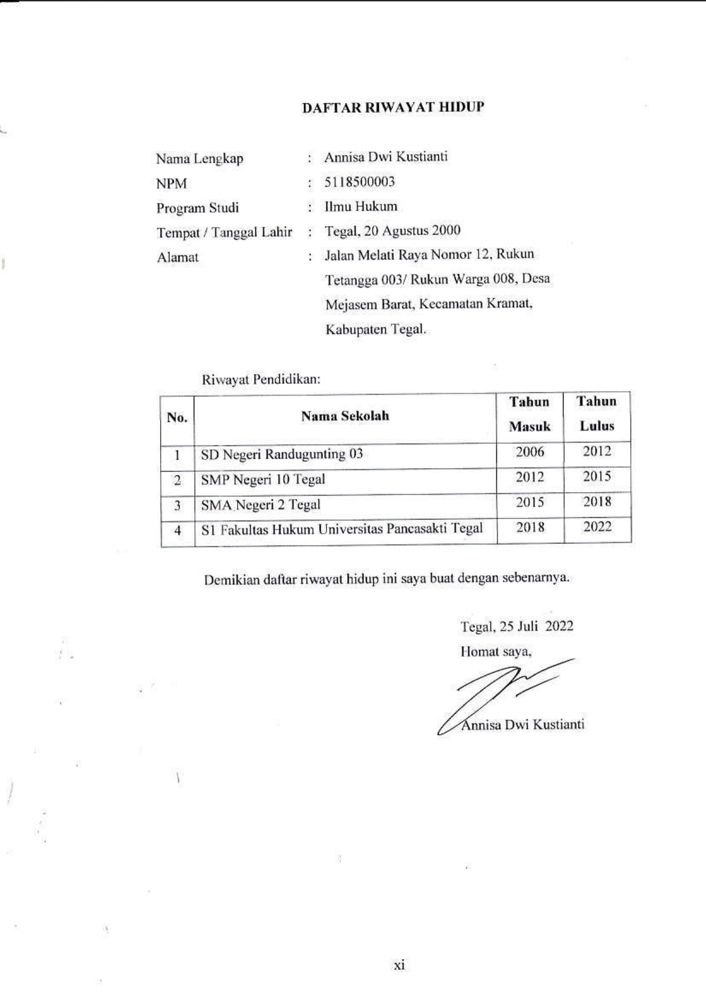 DAFTAR RIWAYAT HIDUP
Nama Lengkap : Annisa Dwi Kustianti
NPM : 5118500003
Program Studi : Ilmu Hukum
Tempat / Tanggal Lahir : Tegal, 20 Agustus 2000
Alamat : Jalan Melati Raya Nomor 12, Rukun
Tetangga 003/ Rukun Warga 008, Desa
Mejasem Barat, Kecamatan Kramat,
Kabupaten Tegal.
Riwayat Pendidikan:
No. Nama Sekolah Tahun Masuk Tahun Lulus
1 SD Negeri Randugunting 03 2006 2012
2 SMP Negeri 10 Tegal 2012 2015
3 SMA Negeri 2 Tegal 2015 2018
4 S1 Fakultas Hukum Universitas Pancasakti Tegal 2018 2022
Demikian daftar riwayat hidup ini saya buat dengan sebenarnya.
Tegal, 25 Juli 2022
Homat saya,
Annisa Dwi Kustianti
xi